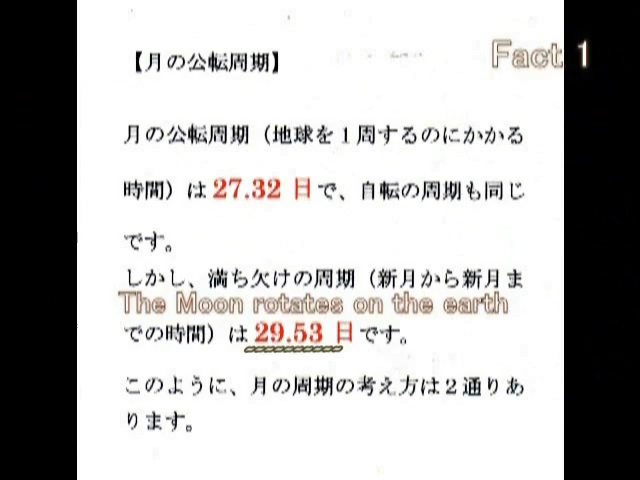 Fact 1
【月の公転周期】
月の公転周期（地球を１周するのにかかる
時間）は27.32 日で、自転の周期も同じ
です。
しかし、満ち欠けの周期（新月から新月ま
The Moon rotates on the earth
での時間）は29.53 日です。
このように、月の周期の考え方は２通りあ
ります。